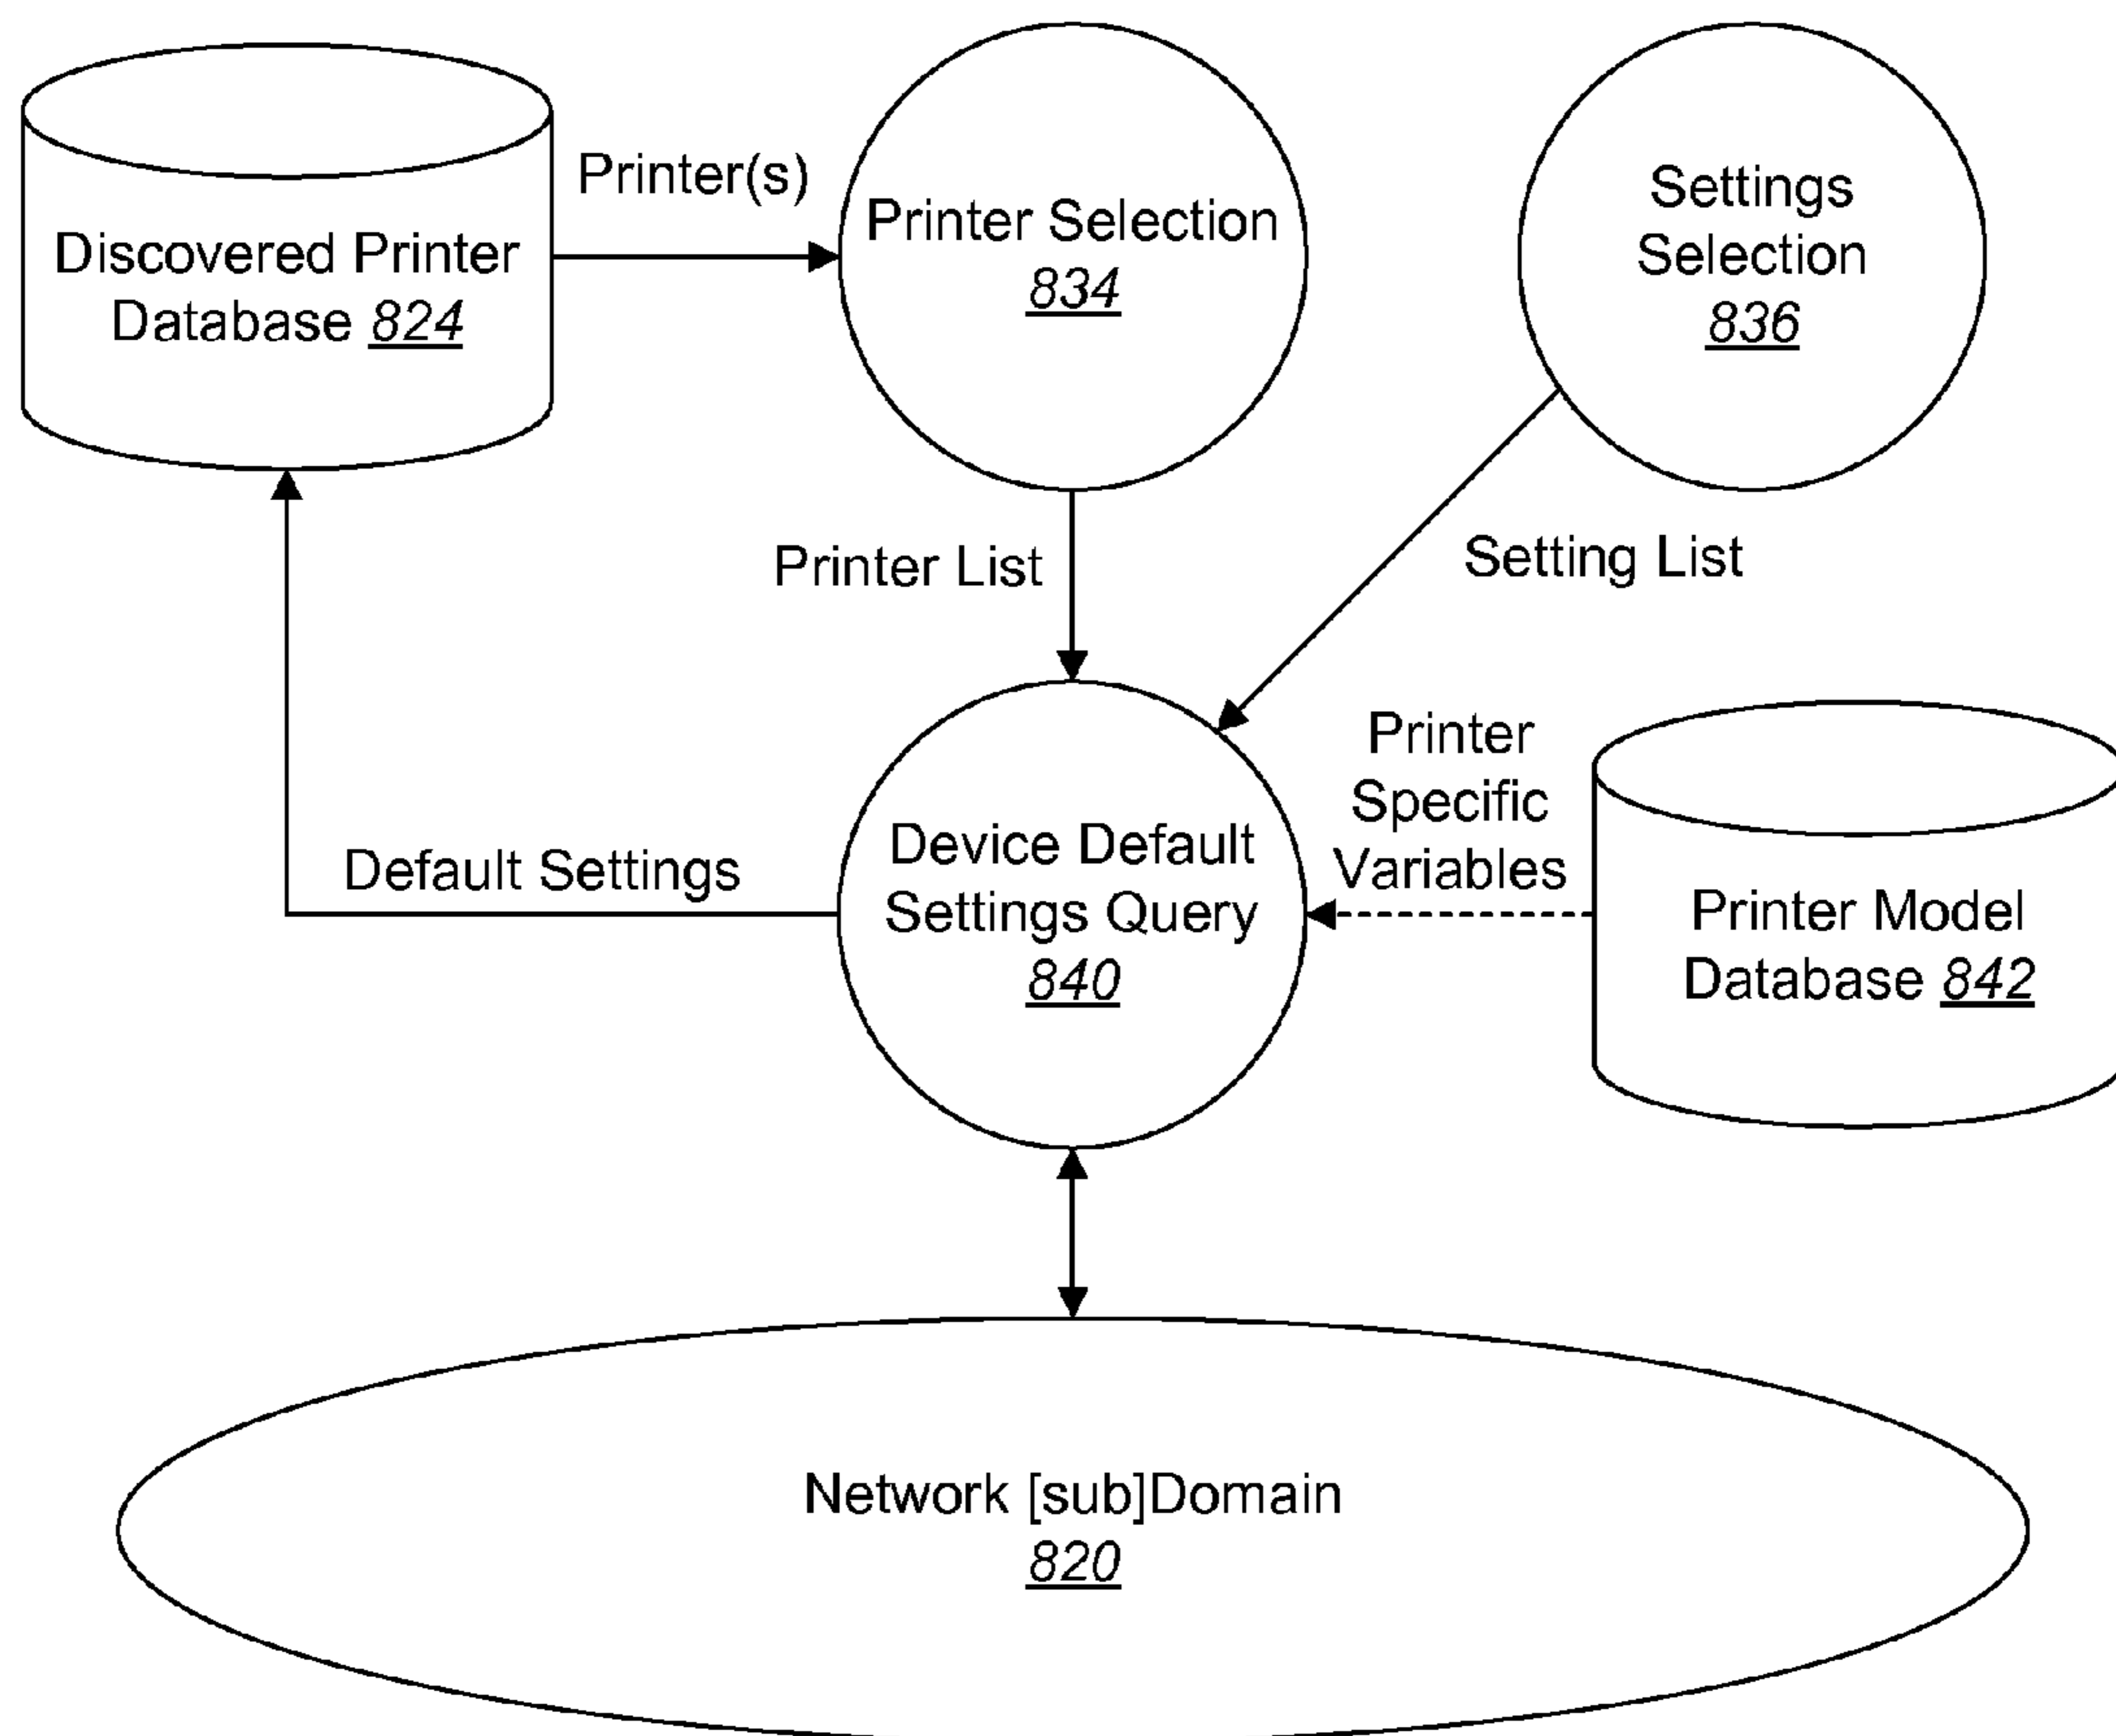 Discovered Printer
Database 824
Printer(s)
Printer Selection
834
Settings
Selection
836
Printer List
Setting List
Default Settings
Device Default
Settings Query
840
Printer
Specific
Variables
Printer Model
Database 842
Network [sub]Domain
820